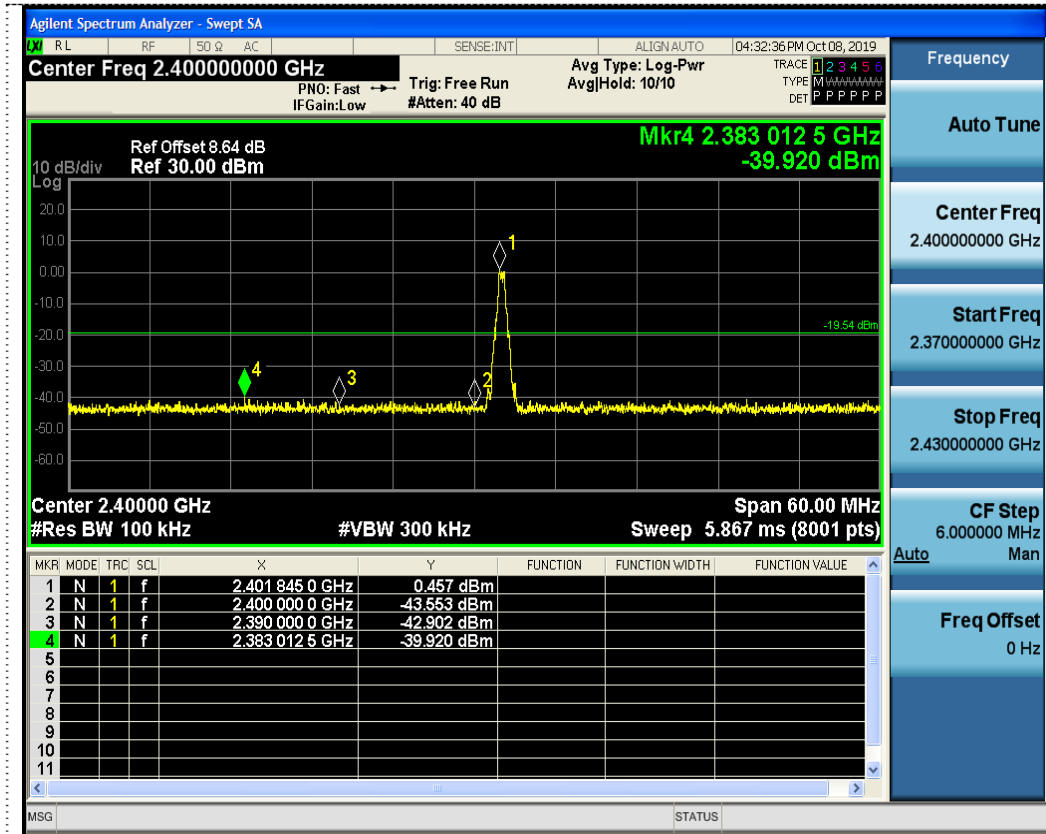 Agilent Spectrum Analyzer - Swept SA
LXI RL RF 50 Ω AC SENSE:INT ALIGN AUTO 04:32:36 PM Oct 08, 2019
Center Freq 2.400000000 GHz
PNO: Fast
IFGain:Low
Trig: Free Run
#Atten: 40 dB
Avg Type: Log-Pwr
Avg|Hold: 10/10
TRACE 1 2 3 4 5 6
TYPE M
DET P P P P P P
Mkr4 2.383 012 5 GHz
-39.920 dBm
Ref Offset 8.64 dB
10 dB/div Ref 30.00 dBm
Log
20.0
10.0
0.00
-10.0
-20.0
-30.0
-40.0
-50.0
-60.0
1
-19.54 dBm
4
3
2
Center 2.40000 GHz Span 60.00 MHz
#Res BW 100 kHz #VBW 300 kHz Sweep 5.867 ms (8001 pts)
MKR MODE TRC SCL X Y FUNCTION FUNCTION WIDTH FUNCTION VALUE
1 N 1 f 2.401 845 0 GHz 0.457 dBm
2 N 1 f 2.400 000 0 GHz -43.553 dBm
3 N 1 f 2.390 000 0 GHz -42.902 dBm
4 N 1 f 2.383 012 5 GHz -39.920 dBm
5
6
7
8
9
10
11
MSG STATUS
Frequency
Auto Tune
Center Freq
2.400000000 GHz
Start Freq
2.370000000 GHz
Stop Freq
2.430000000 GHz
CF Step
6.000000 MHz
Auto Man
Freq Offset
0 Hz